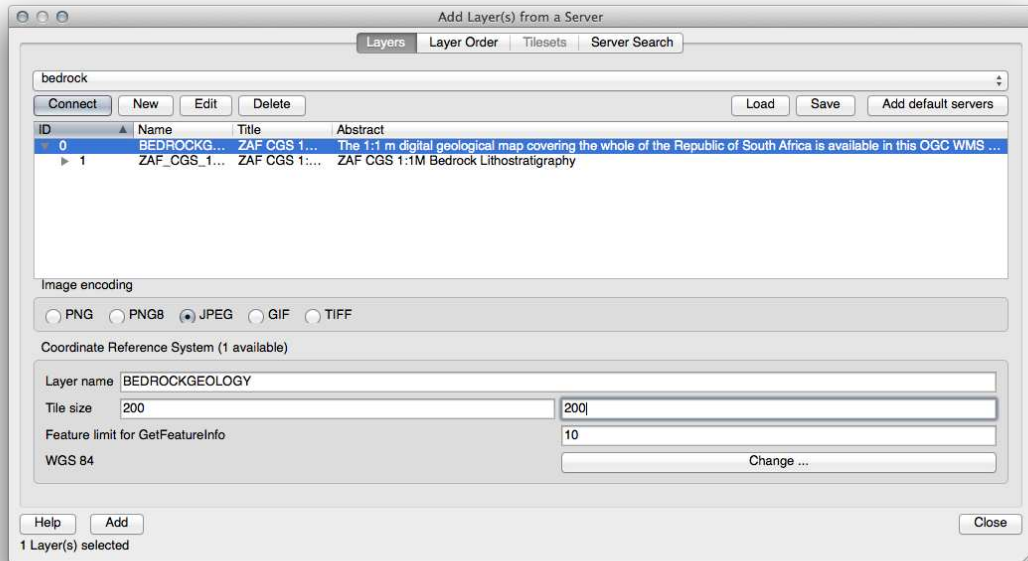 Add Layer(s) from a Server
Layers Layer Order Tilesets Server Search
bedrock
Connect New Edit Delete Load Save Add default servers
ID Name Title Abstract
0 BEDROCKG... ZAF CGS 1... The 1:1 m digital geological map covering the whole of the Republic of South Africa is available in this OGC WMS ...
1 ZAF_CGS_1... ZAF CGS 1:... ZAF CGS 1:1M Bedrock Lithostratigraphy
Image encoding
PNG PNG8 JPEG GIF TIFF
Coordinate Reference System (1 available)
Layer name BEDROCKGEOLOGY
Tile size 200 200
Feature limit for GetFeatureInfo 10
WGS 84 Change ...
Help Add Close
1 Layer(s) selected